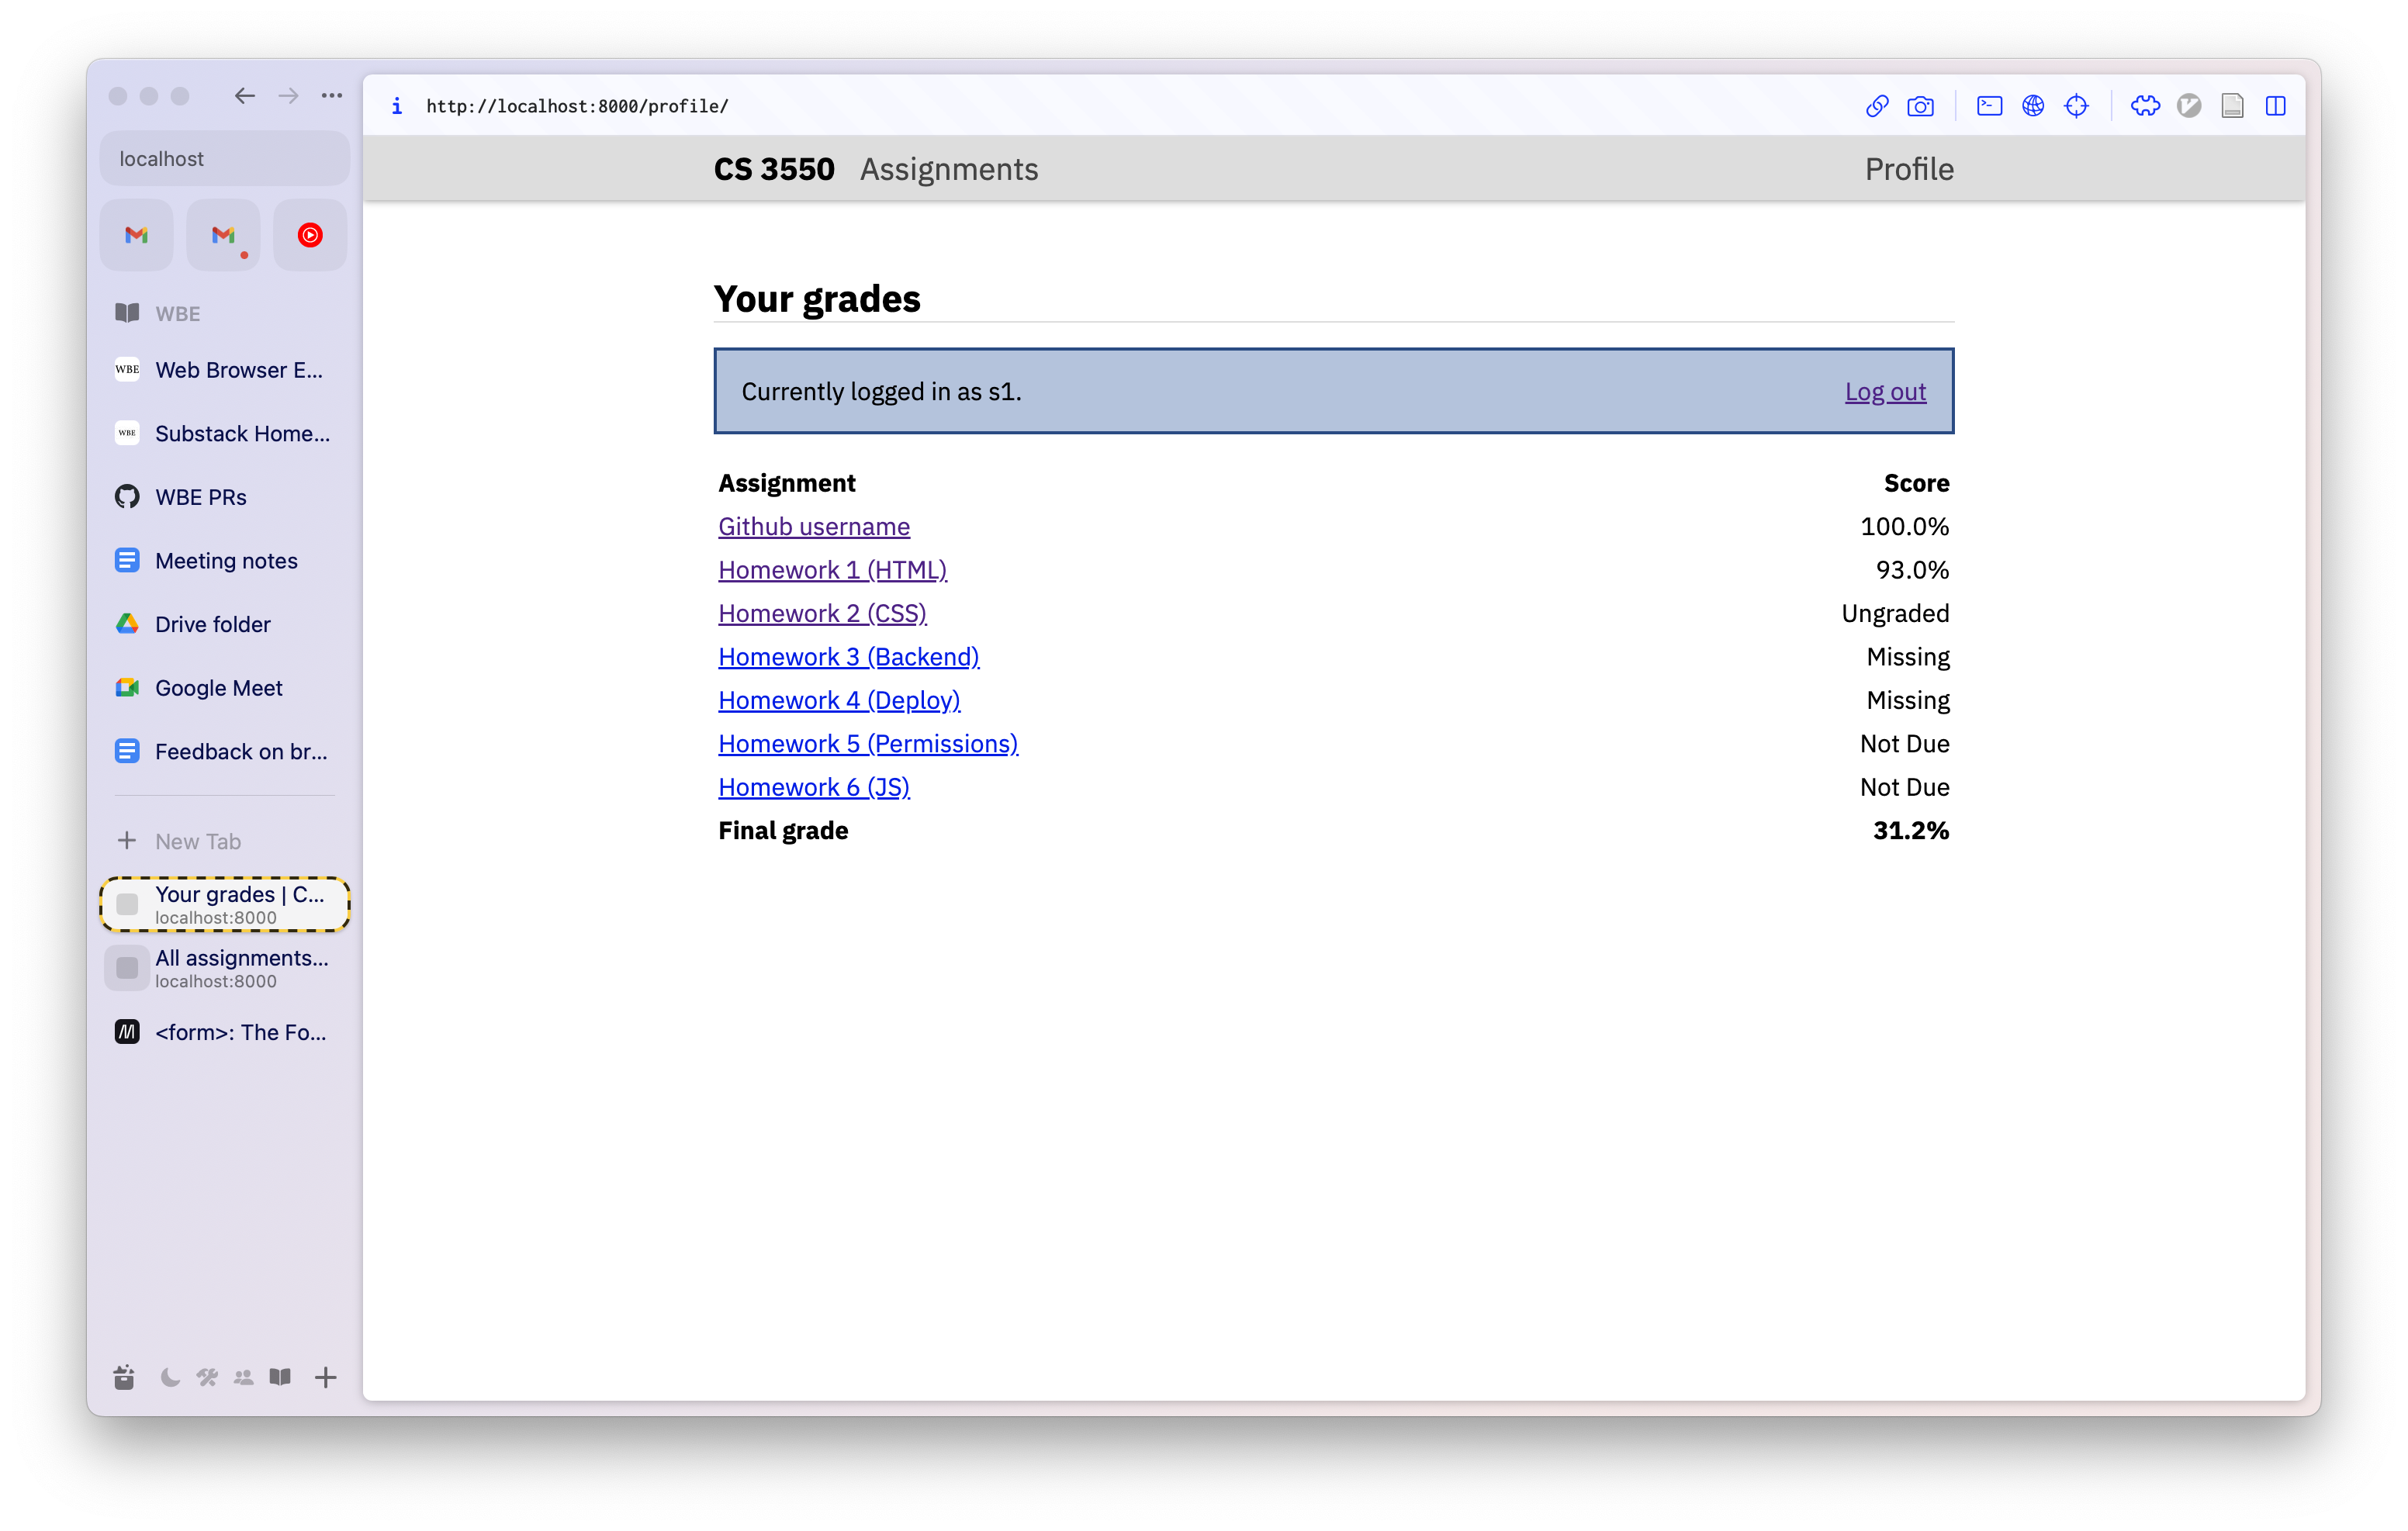 i http://localhost:8000/profile/
localhost
WBE
WBE Web Browser E...
WBE Substack Home...
WBE PRs
Meeting notes
Drive folder
Google Meet
Feedback on br...
New Tab
Your grades | C...
localhost:8000
All assignments...
localhost:8000
<form>: The Fo...
CS 3550 Assignments Profile
Your grades
Currently logged in as s1. Log out
Assignment Score
Github username 100.0%
Homework 1 (HTML) 93.0%
Homework 2 (CSS) Ungraded
Homework 3 (Backend) Missing
Homework 4 (Deploy) Missing
Homework 5 (Permissions) Not Due
Homework 6 (JS) Not Due
Final grade 31.2%